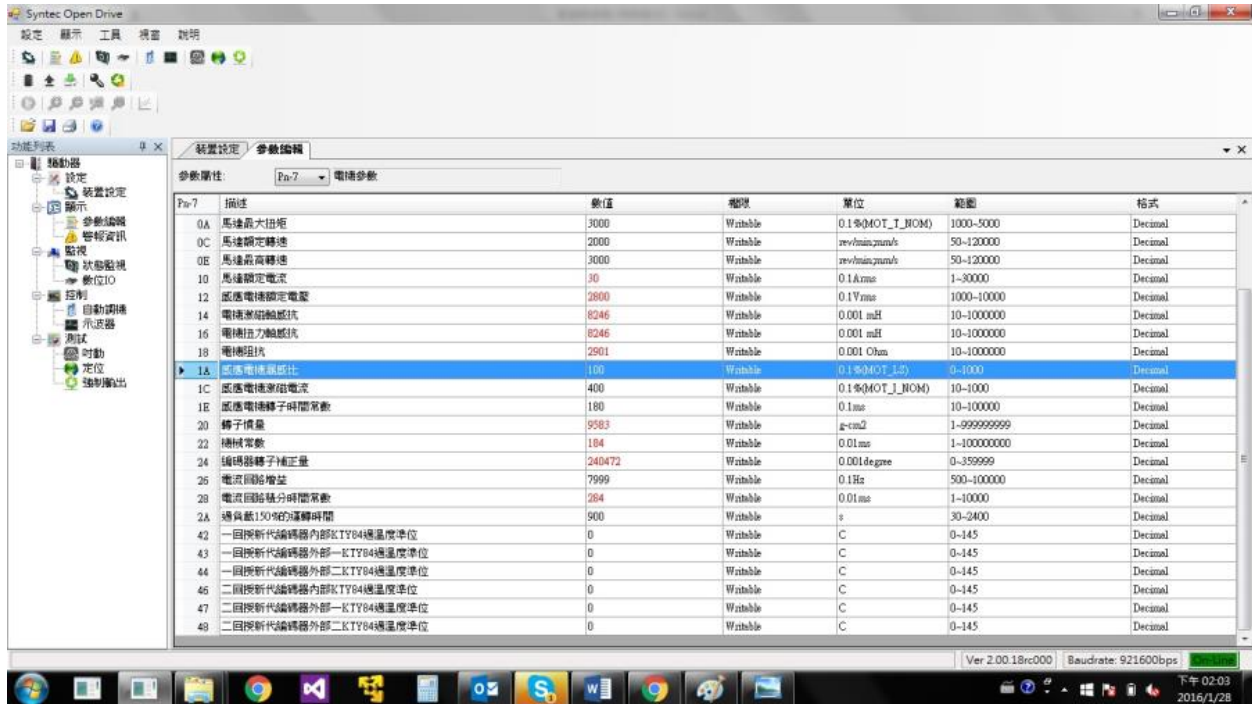 Syntec Open Drive
設定 顯示 工具 視窗 說明
功能列表
驅動器
設定
裝置設定
顯示
參數編輯
警報資訊
監視
狀態監視
數位IO
控制
自動調機
示波器
測試
吋動
定位
強制輸出
裝置設定 參數編輯
參數屬性: Pn-7 電機參數
Pn-7 描述 數值 權限 單位 範圍 格式
0A 馬達最大扭矩 3000 Writable 0.1%(MOT_T_NOM) 1000~5000 Decimal
0C 馬達額定轉速 2000 Writable rev/min;mm/s 50~120000 Decimal
0E 馬達最高轉速 3000 Writable rev/min;mm/s 50~120000 Decimal
10 馬達額定電流 30 Writable 0.1Arms 1~30000 Decimal
12 感應電機額定電壓 2800 Writable 0.1Vrms 1000~10000 Decimal
14 電機激磁軸感抗 8246 Writable 0.001 mH 10~1000000 Decimal
16 電機扭力軸感抗 8246 Writable 0.001 mH 10~1000000 Decimal
18 電機阻抗 2901 Writable 0.001 Ohm 10~1000000 Decimal
1A 感應電機漏感比 100 Writable 0.1%(MOT_LS) 0~1000 Decimal
1C 感應電機激磁電流 400 Writable 0.1%(MOT_I_NOM) 10~1000 Decimal
1E 感應電機轉子時間常數 180 Writable 0.1ms 10~100000 Decimal
20 轉子慣量 9583 Writable g-cm2 1~999999999 Decimal
22 機械常數 184 Writable 0.01ms 1~100000000 Decimal
24 編碼器轉子補正量 240472 Writable 0.001degree 0~359999 Decimal
26 電流回路增益 7999 Writable 0.1Hz 500~100000 Decimal
28 電流回路積分時間常數 284 Writable 0.01ms 1~10000 Decimal
2A 過負載150%的運轉時間 900 Writable s 30~2400 Decimal
42 一回授新代編碼器內部KTY84過溫度準位 0 Writable C 0~145 Decimal
43 一回授新代編碼器外部一KTY84過溫度準位 0 Writable C 0~145 Decimal
44 一回授新代編碼器外部二KTY84過溫度準位 0 Writable C 0~145 Decimal
46 二回授新代編碼器內部KTY84過溫度準位 0 Writable C 0~145 Decimal
47 二回授新代編碼器外部一KTY84過溫度準位 0 Writable C 0~145 Decimal
48 二回授新代編碼器外部二KTY84過溫度準位 0 Writable C 0~145 Decimal
Ver 2.00.18rc000 Baudrate: 921600bps On-Line
下午 02:03
2016/1/28